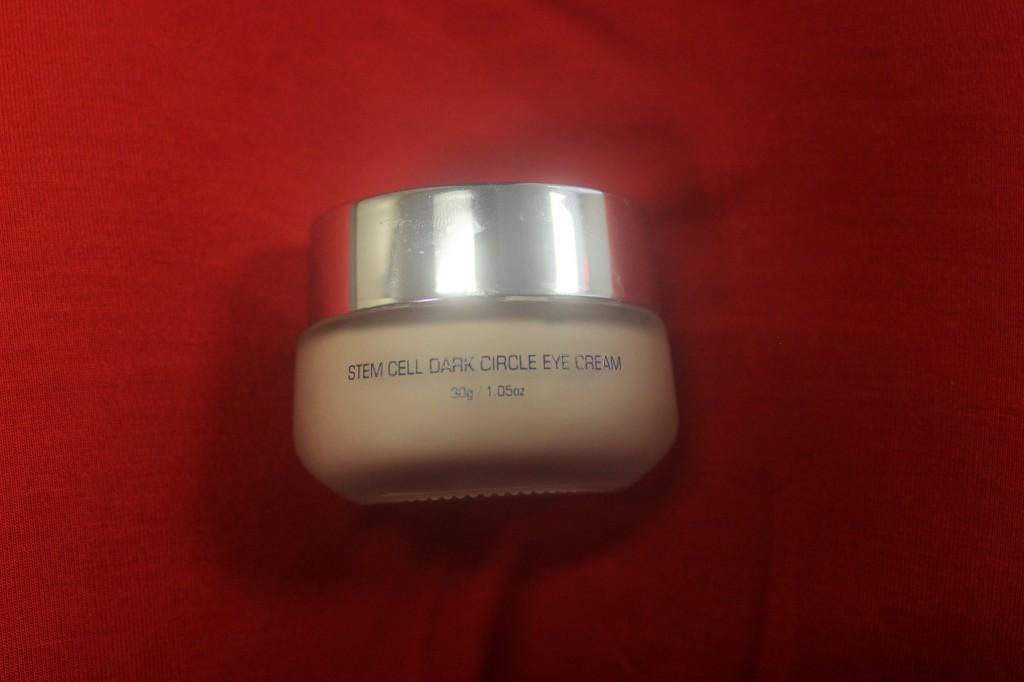 STEM CELL DARK CIRCLE EYE CREAM
30g / 1.05oz